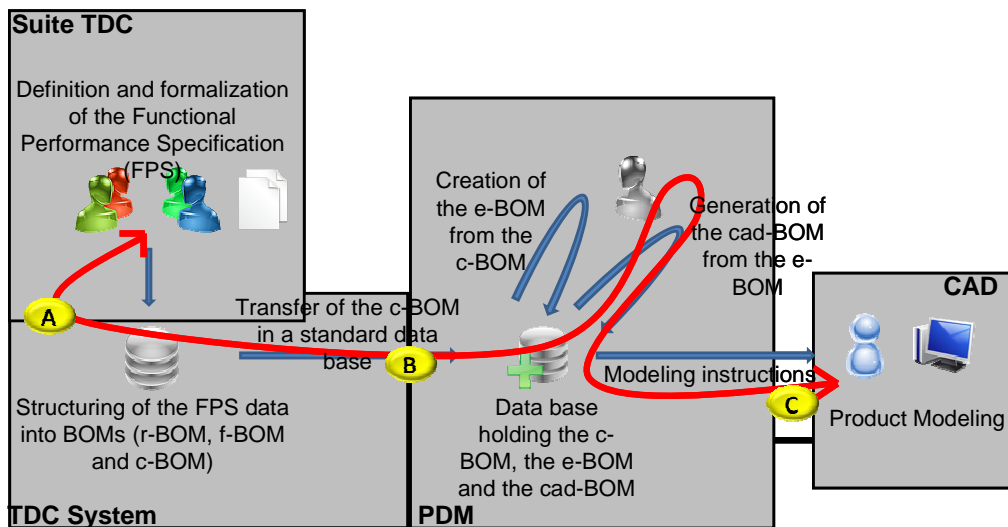 Suite TDC
Definition and formalization
of the Functional
Performance Specification
(FPS)
A
Structuring of the FPS data
into BOMs (r-BOM, f-BOM
and c-BOM)
TDC System
Transfer of the c-BOM
in a standard data
base
B
Creation of
the e-BOM
from the
c-BOM
Generation of
the cad-BOM
from the e-
BOM
Data base
holding the c-
BOM, the e-BOM
and the cad-BOM
PDM
Modeling instructions
C
CAD
Product Modeling